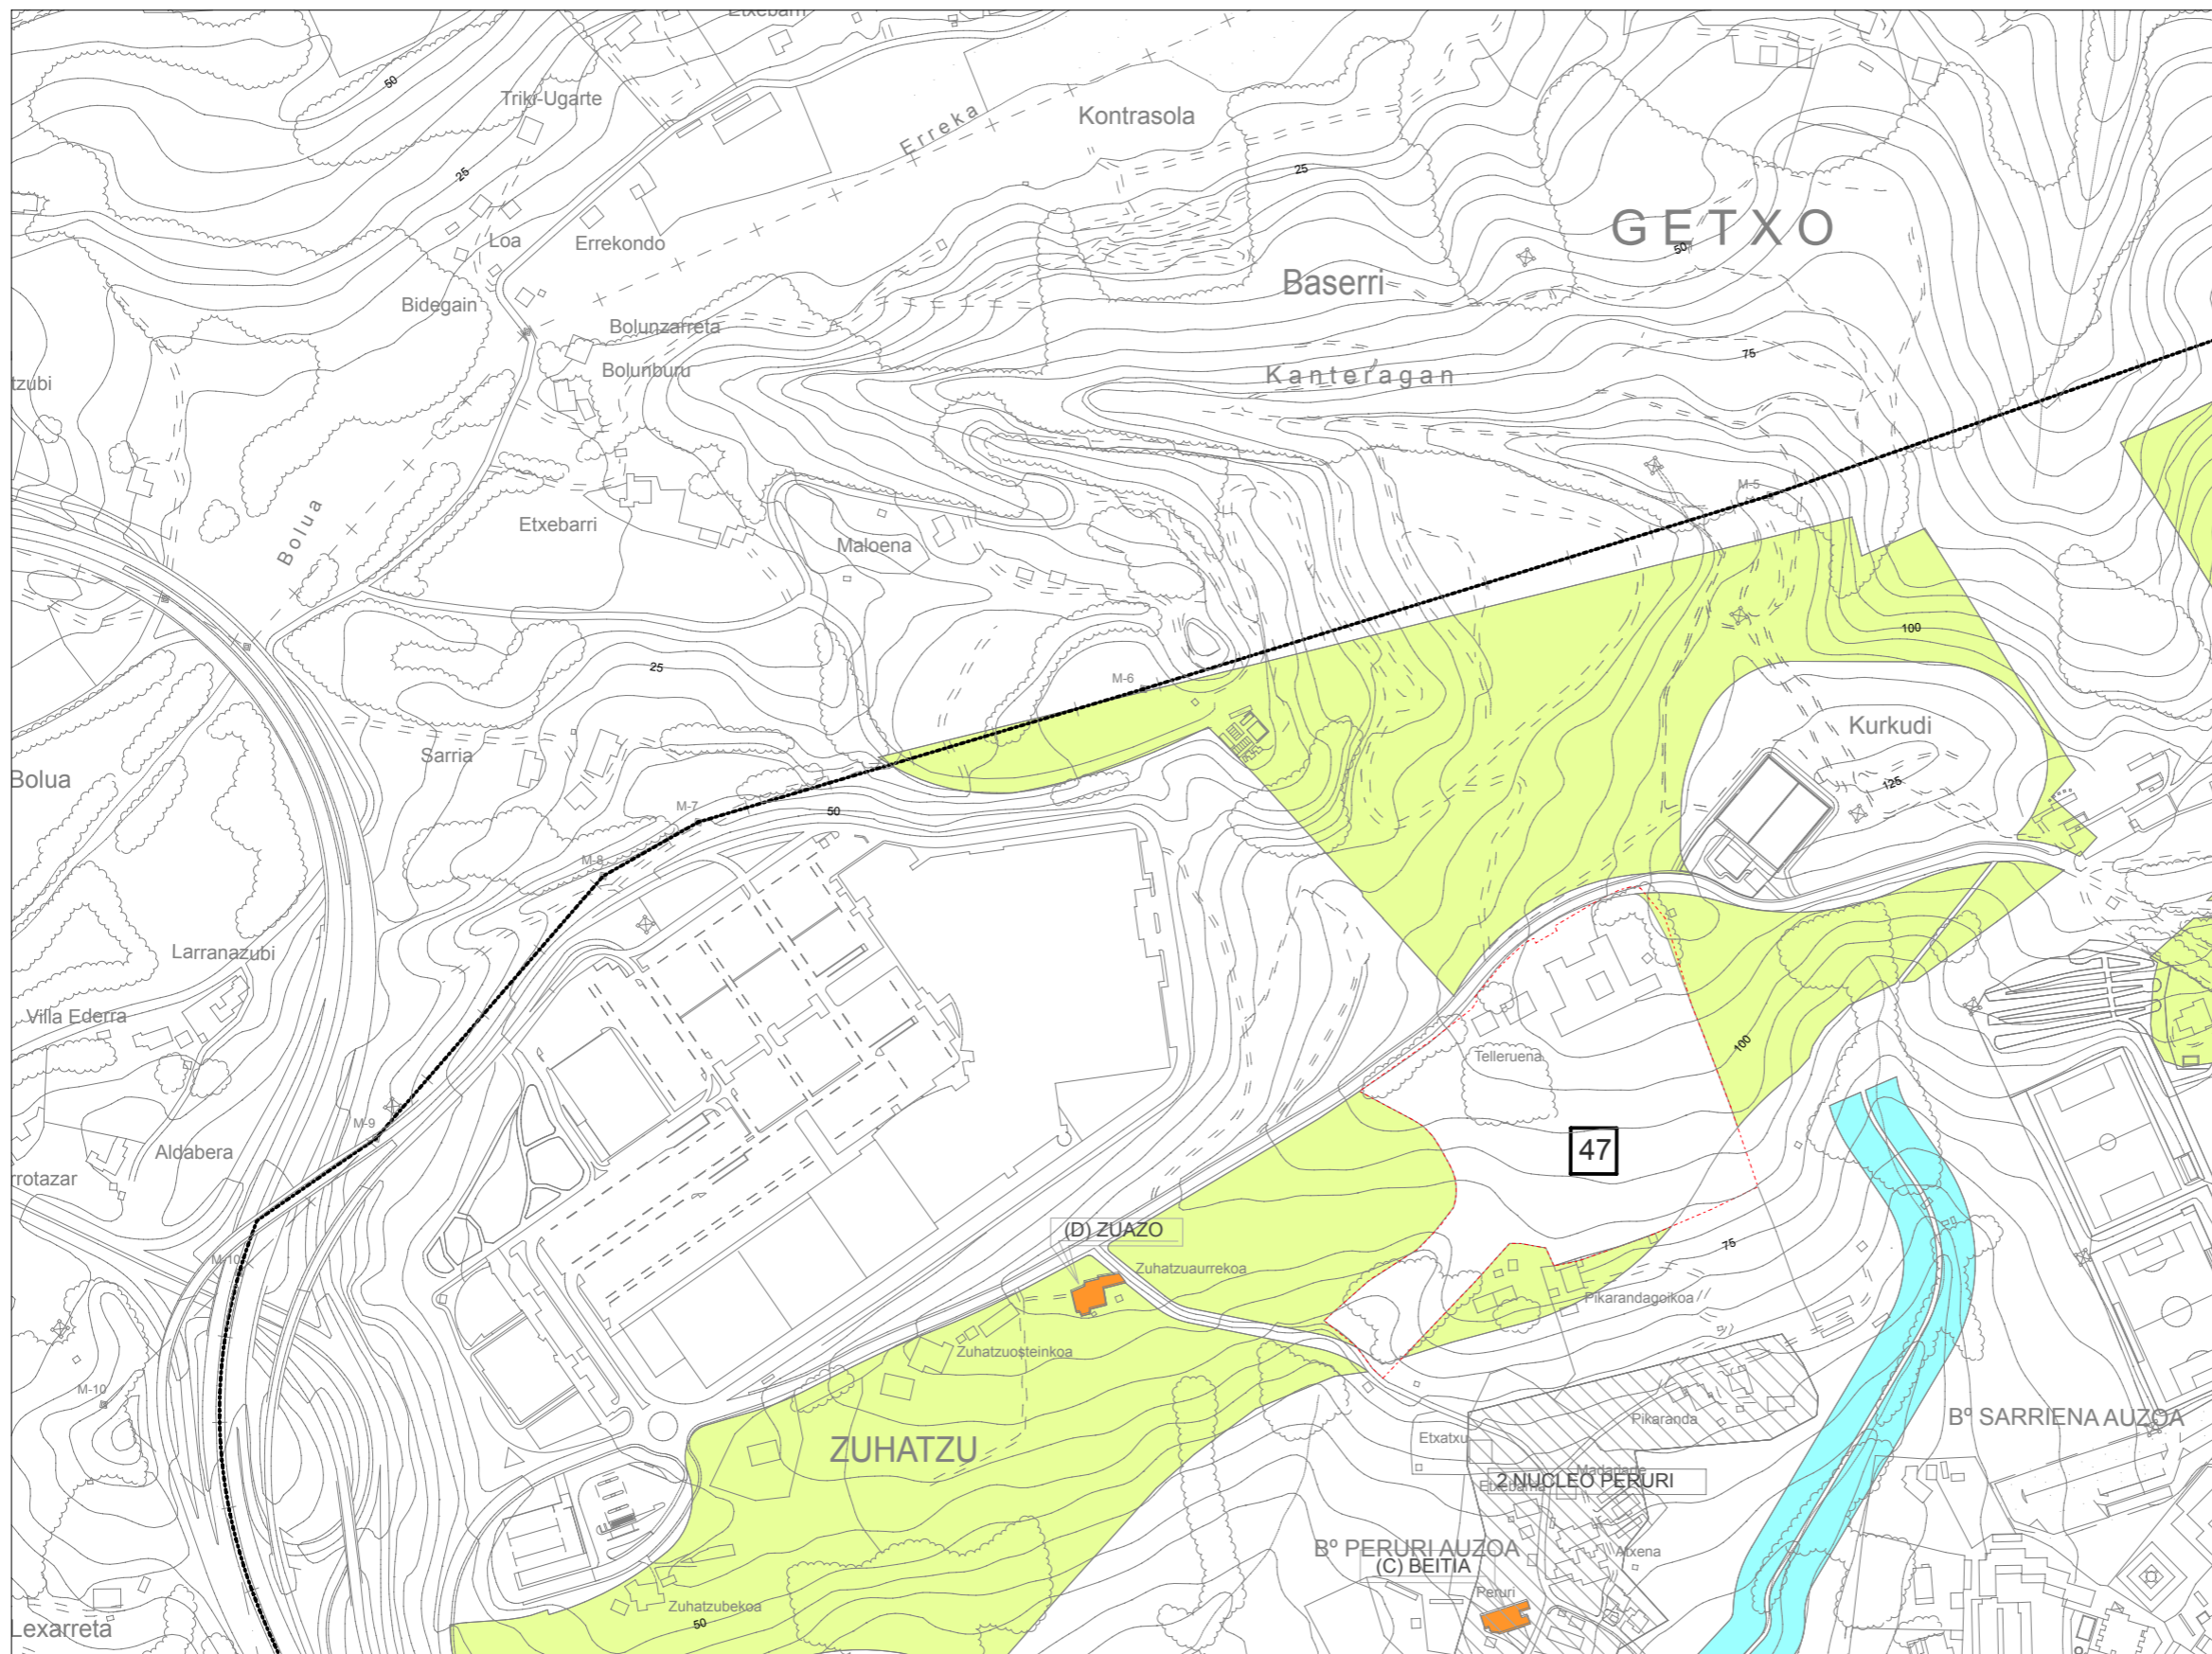 50
Triki-Ugarte
Erreka
Kontrasola
25
25
GETXO
50
Loa
Errekondo
Baserri
Bidegain
Bolunzarreta
75
Bolunburu
Kanteragan
tzubi
M-5
Bolua
Etxebarri
Maloena
100
25
M-6
Kurkudi
Sarria
Bolua
125
M-7
50
M-8
Larranazubi
Villa Ederra
100
Telleruena
M-9
Aldabera
47
rrotazar
(D) ZUAZO
75
M-10
Zuhatzuaurrekoa
Pikarandagoikoa
Zuhatzuosteinkoa
M-10
Pikaranda
Bº SARRIENA AUZOA
Etxatxu
ZUHATZU
2 NUCLEO PERURI
Bº PERURI AUZOA
Atxena
(C) BEITIA
Peruri
Zuhatzubekoa
50
Lexarreta